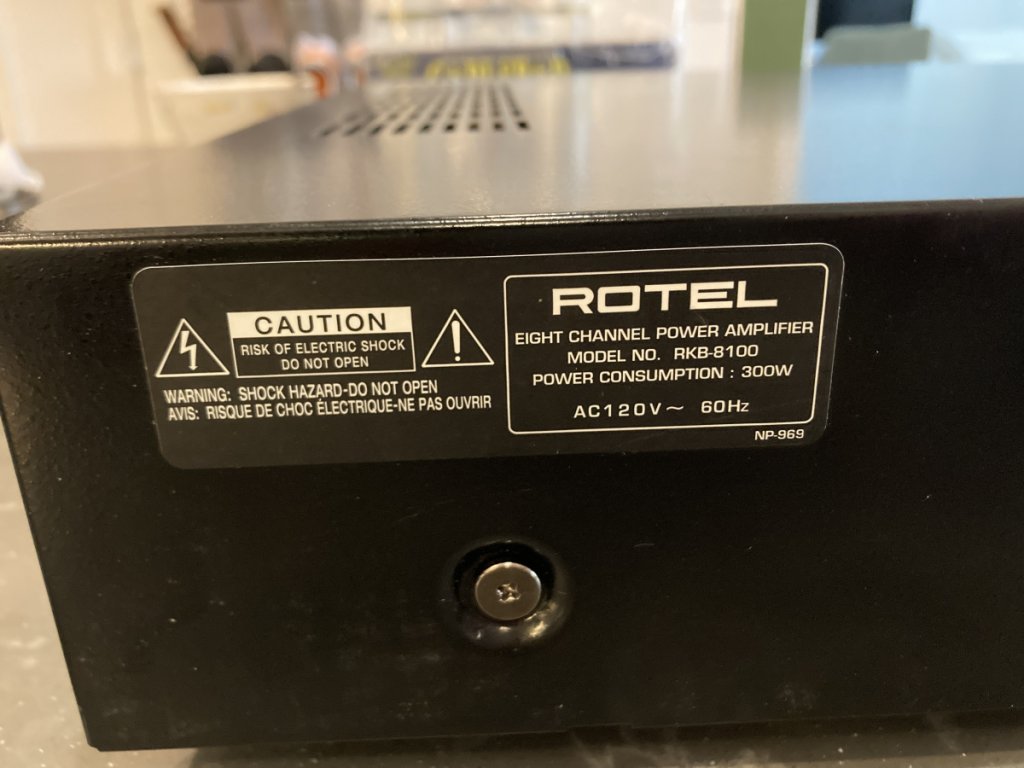 CAUTION
RISK OF ELECTRIC SHOCK
DO NOT OPEN
WARNING: SHOCK HAZARD-DO NOT OPEN
AVIS: RISQUE DE CHOC ÉLECTRIQUE-NE PAS OUVRIR
ROTEL
EIGHT CHANNEL POWER AMPLIFIER
MODEL NO. RKB-8100
POWER CONSUMPTION : 300W
AC120V~ 60Hz
NP-969